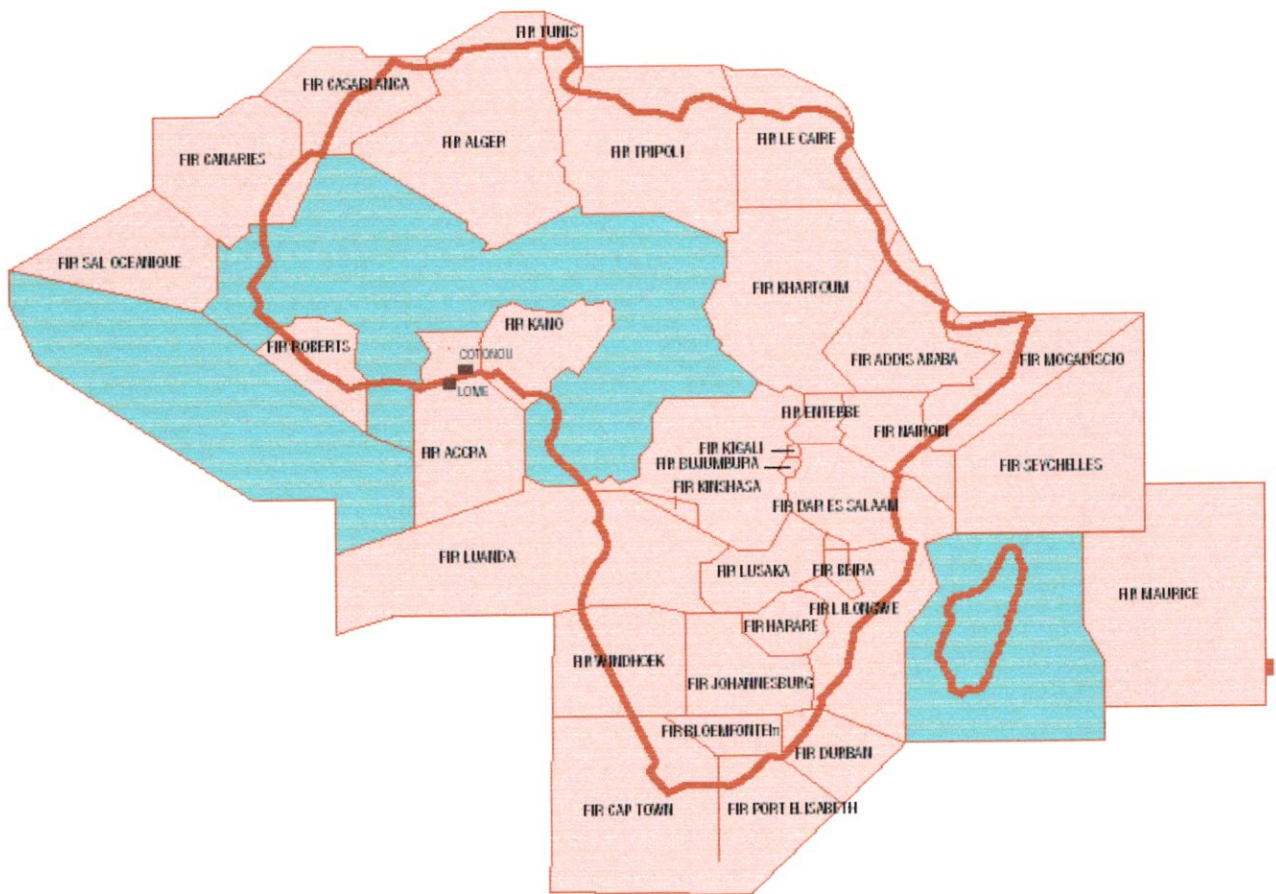 FIR TUNIS
FIR CASABLANCA
FIR ALGER
FIR TRIPOLI
FIR LE CAIRE
FIR CANARIES
FIR SAL OCEANIQUE
FIR KHARTOUM
FIR KANO
FIR ROBERTS
COTONOU
FIR ADDIS ABABA
FIR MOGADISCIO
LOME
FIR ENTEBBE
FIR NAIROBI
FIR ACCRA
FIR KIGALI
FIR BUJUMBURA
FIR SEYCHELLES
FIR KINSHASA
FIR DAR ES SALAAM
FIR LUANDA
FIR LUSAKA
FIR BEIRA
FIR MAURICE
FIR LILONGWE
FIR HARARE
FIR WINDHOEK
FIR JOHANNESBURG
FIR BLOEMFONTEIn
FIR DURBAN
FIR CAP TOWN
FIR PORT ELISABETH